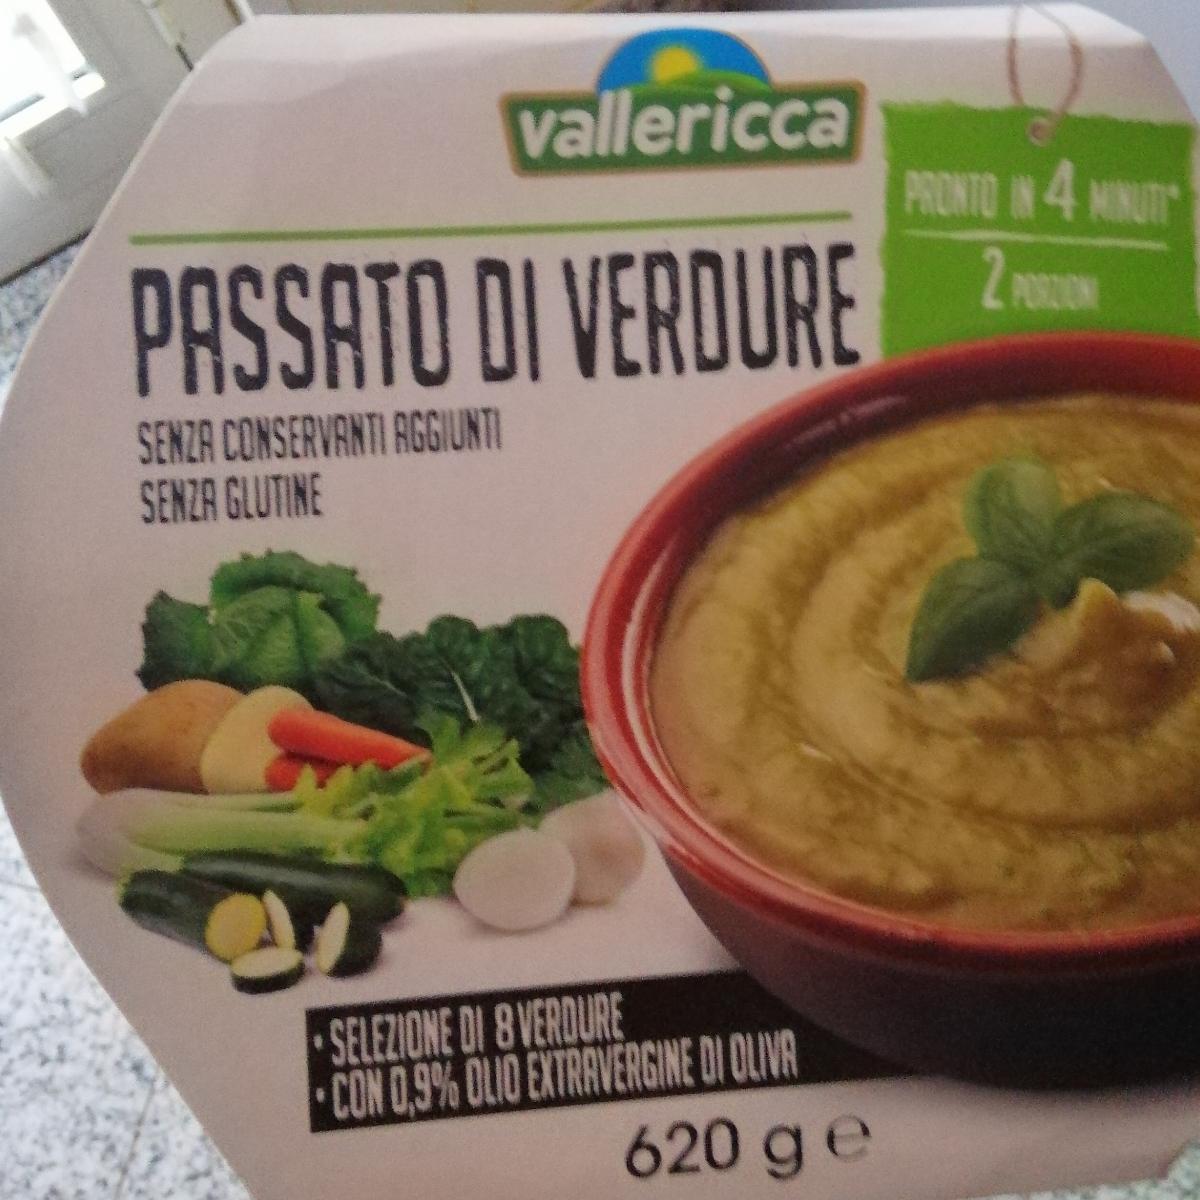 vallericca
PRONTO IN 4 MINUTI*
2 PORZIONI
PASSATO DI VERDURE
SENZA CONSERVANTI AGGIUNTI
SENZA GLUTINE
• SELEZIONE DI 8 VERDURE
• CON 0,9% OLIO EXTRAVERGINE DI OLIVA
620 g ℮